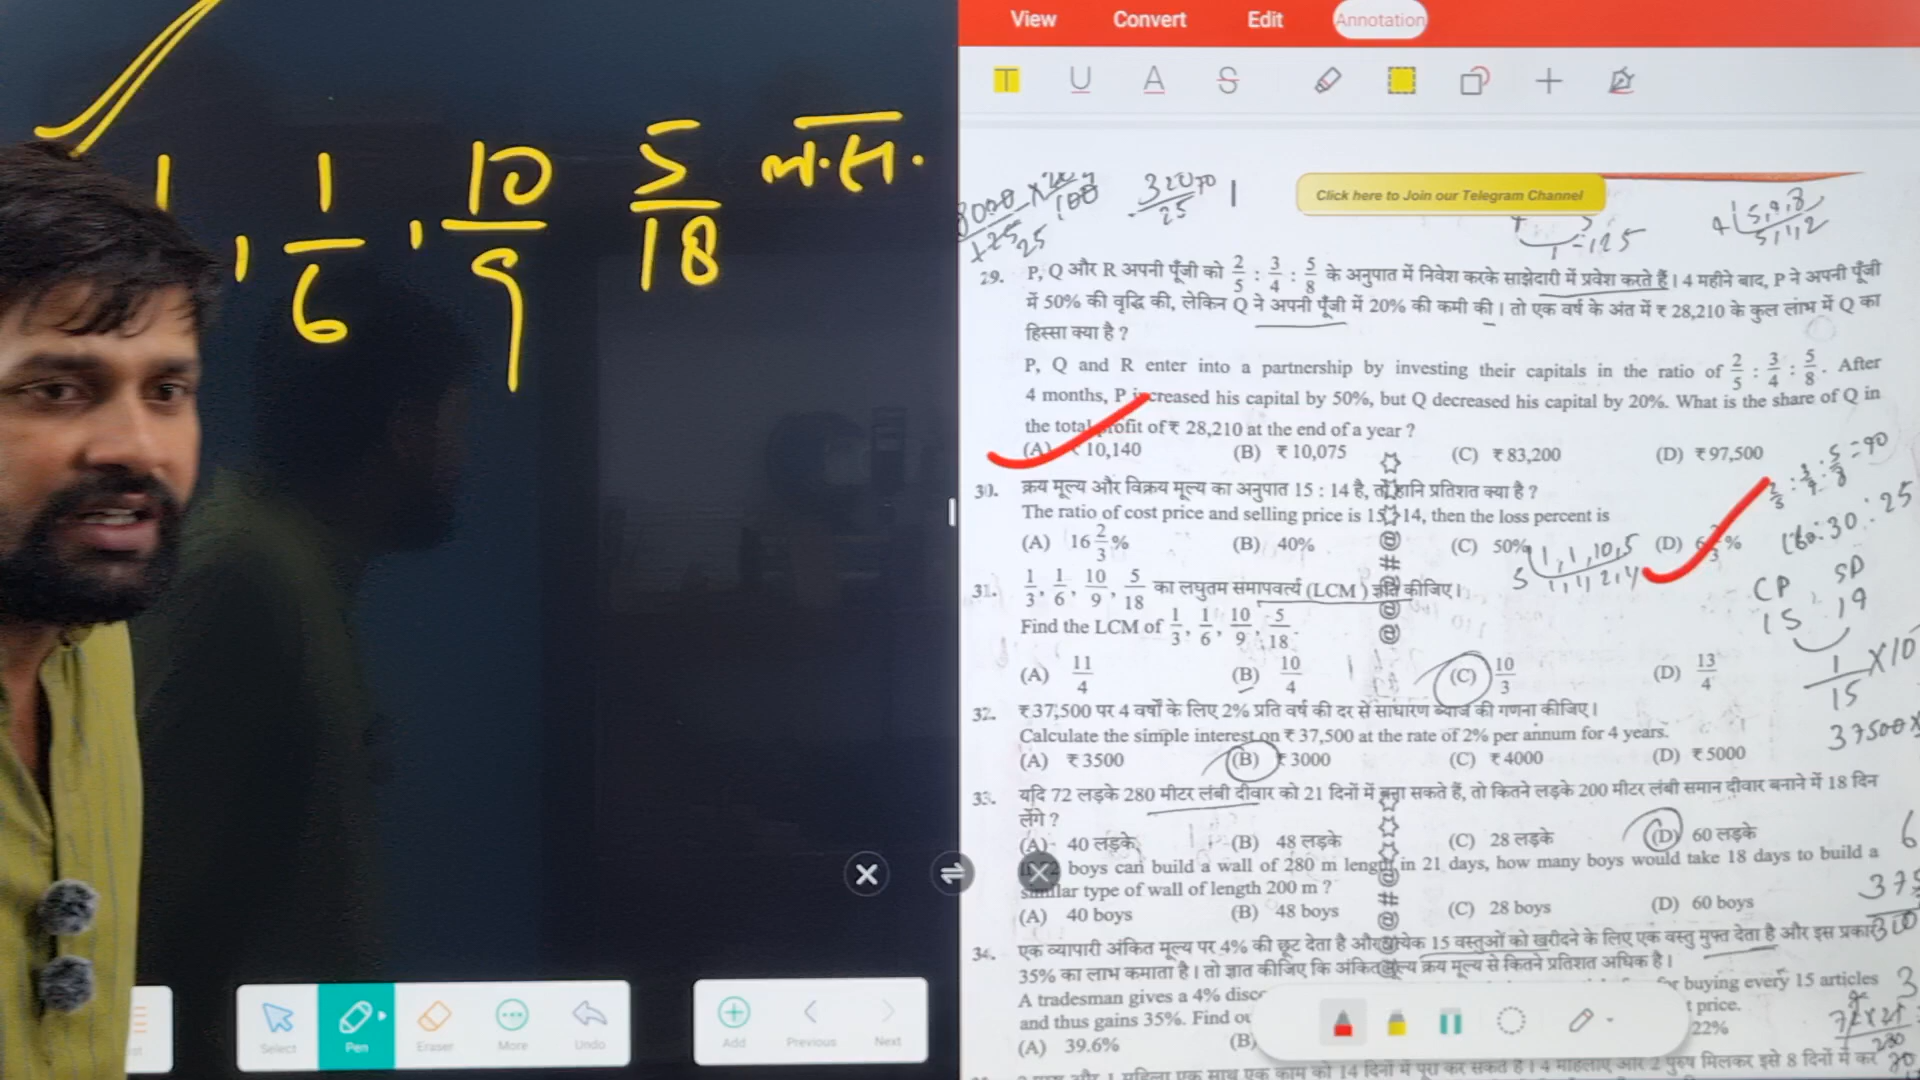 View Convert Edit Annotation
1, 1/6, 10/9 5/18 ल.स.
Click here to Join our Telegram Channel
29. P, Q और R अपनी पूँजी को 2/5 : 3/4 : 5/8 के अनुपात में निवेश करके साझेदारी में प्रवेश करते हैं। 4 महीने बाद, P ने अपनी पूँजी
में 50% की वृद्धि की, लेकिन Q ने अपनी पूँजी में 20% की कमी की। तो एक वर्ष के अंत में ₹ 28,210 के कुल लाभ में Q का
हिस्सा क्या है ?
P, Q and R enter into a partnership by investing their capitals in the ratio of 2/5 : 3/4 : 5/8. After
4 months, P increased his capital by 50%, but Q decreased his capital by 20%. What is the share of Q in
the total profit of ₹ 28,210 at the end of a year ?
(A) ₹ 10,140 (B) ₹ 10,075 (C) ₹ 83,200 (D) ₹ 97,500
30. क्रय मूल्य और विक्रय मूल्य का अनुपात 15 : 14 है, तो हानि प्रतिशत क्या है ?
The ratio of cost price and selling price is 15 : 14, then the loss percent is
(A) 16 2/3 % (B) 40% (C) 50% (D) 6 2/3 %
CP SP
15 14
31. 1/3, 1/6, 10/9, 5/18 का लघुतम समापवर्त्य (LCM) ज्ञात कीजिए।
Find the LCM of 1/3, 1/6, 10/9, 5/18.
(A) 11/4 (B) 10/4 (C) 10/3 (D) 13/4
32. ₹ 37,500 पर 4 वर्षों के लिए 2% प्रति वर्ष की दर से साधारण ब्याज की गणना कीजिए।
Calculate the simple interest on ₹ 37,500 at the rate of 2% per annum for 4 years.
(A) ₹ 3500 (B) ₹ 3000 (C) ₹ 4000 (D) ₹ 5000
33. यदि 72 लड़के 280 मीटर लंबी दीवार को 21 दिनों में बना सकते हैं, तो कितने लड़के 200 मीटर लंबी समान दीवार बनाने में 18 दिन
लेंगे ?
(A) 40 लड़के (B) 48 लड़के (C) 28 लड़के (D) 60 लड़के
boys can build a wall of 280 m length in 21 days, how many boys would take 18 days to build a
similar type of wall of length 200 m ?
(A) 40 boys (B) 48 boys (C) 28 boys (D) 60 boys
34. एक व्यापारी अंकित मूल्य पर 4% की छूट देता है और प्रत्येक 15 वस्तुओं को खरीदने के लिए एक वस्तु मुफ्त देता है और इस प्रकार
35% का लाभ कमाता है। तो ज्ञात कीजिए कि अंकित मूल्य क्रय मूल्य से कितने प्रतिशत अधिक है।
A tradesman gives a 4% disc buying every 15 articles
and thus gains 35%. Find price.
(A) 39.6% (B) 22%
Select Pen Eraser More Undo Add Previous Next